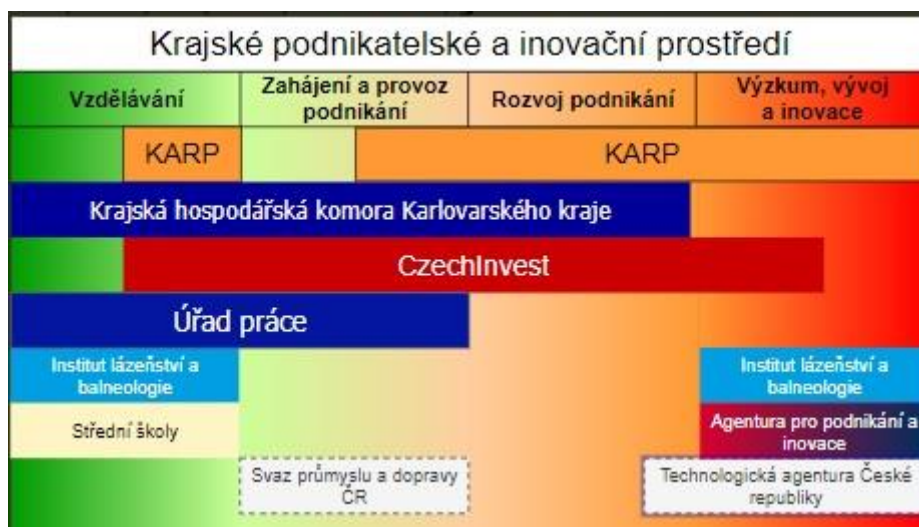 Krajské podnikatelské a inovační prostředí
Vzdělávání
Zahájení a provoz
podnikání
Rozvoj podnikání
Výzkum, vývoj
a inovace
KARP
KARP
Krajská hospodářská komora Karlovarského kraje
CzechInvest
Úřad práce
Institut lázeňství a
balneologie
Institut lázeňství a
balneologie
Střední školy
Agentura pro podnikání a
inovace
Svaz průmyslu a dopravy
ČR
Technologická agentura České
republiky